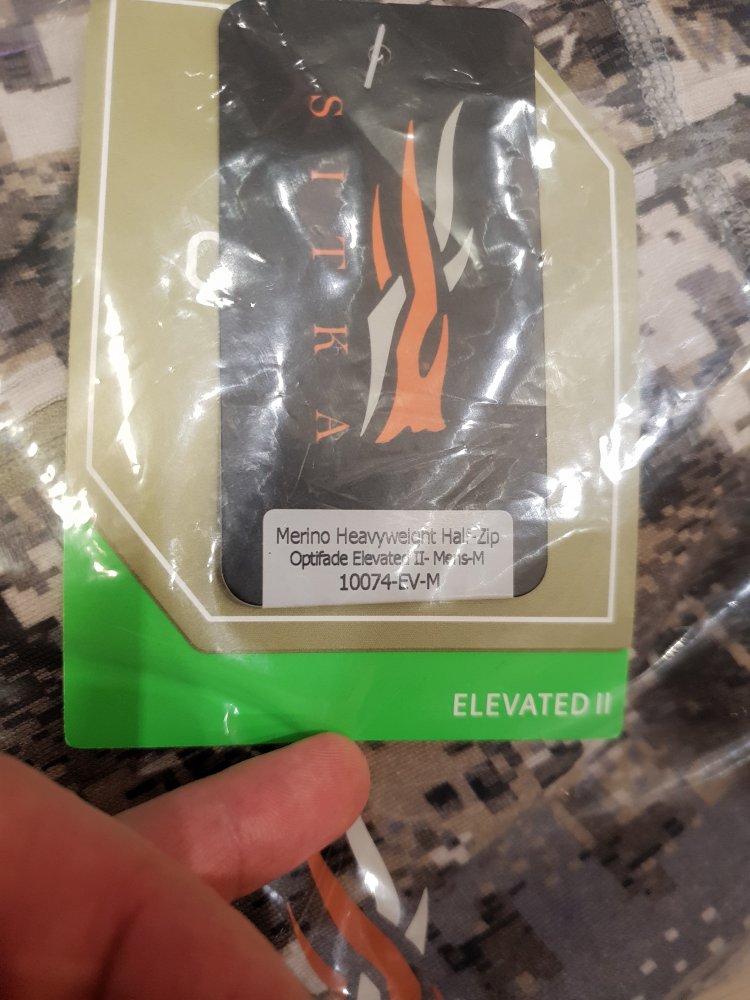 SITKA
Merino Heavyweight Half-Zip
Optifade Elevated II- Mens-M
10074-EV-M
ELEVATED II